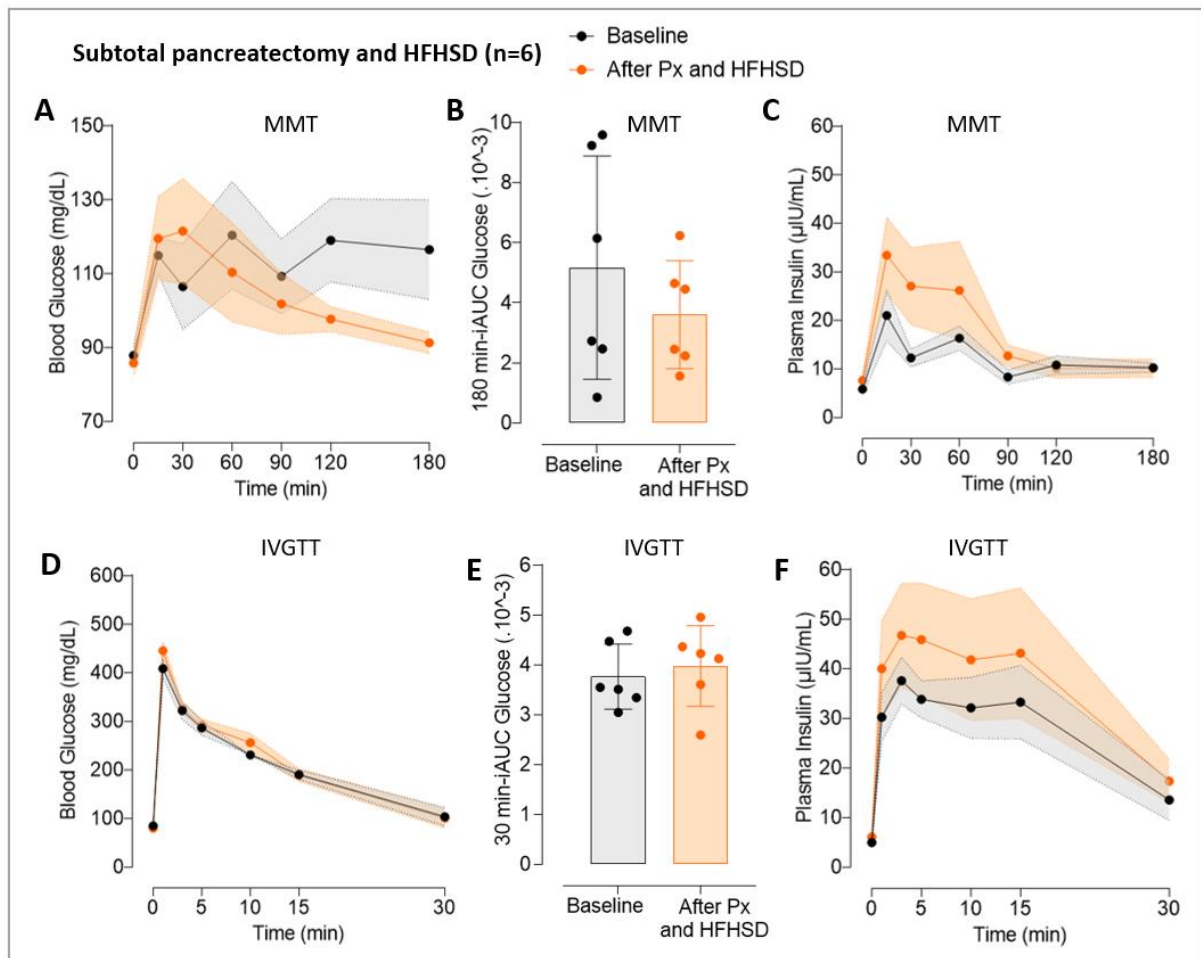 Subtotal pancreatectomy and HFHSD (n=6)
Baseline
After Px and HFHSD
A
MMT
Blood Glucose (mg/dL)
150
130
110
90
70
0 30 60 90 120 180
Time (min)
B
MMT
180 min-iAUC Glucose (.10^-3)
10
8
6
4
2
0
Baseline
After Px
and HFHSD
C
MMT
Plasma Insulin (µIU/mL)
60
50
40
30
20
10
0
0 30 60 90 120 180
Time (min)
D
IVGTT
Blood Glucose (mg/dL)
600
500
400
300
200
100
0
0 5 10 15 30
Time (min)
E
IVGTT
30 min-iAUC Glucose (.10^-3)
6
5
4
3
2
1
0
Baseline
After Px
and HFHSD
F
IVGTT
Plasma Insulin (µIU/mL)
60
50
40
30
20
10
0
0 5 10 15 30
Time (min)